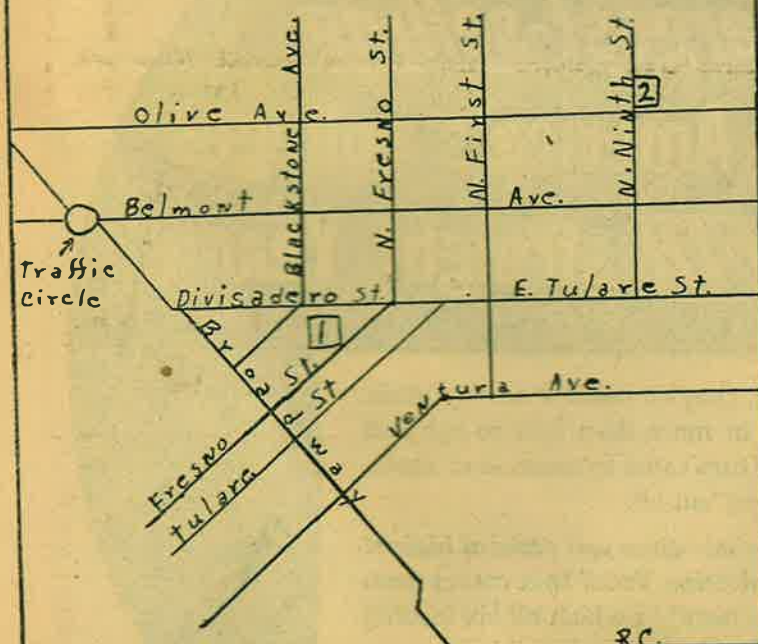 Blackstone Ave.
N. Fresno St.
N. First St.
N. Ninth St.
2
Olive Ave.
Belmont Ave.
Traffic
Circle
Divisadero St.
E. Tulare St.
1
Broadway
Ventura Ave.
Fresno St.
tulare St